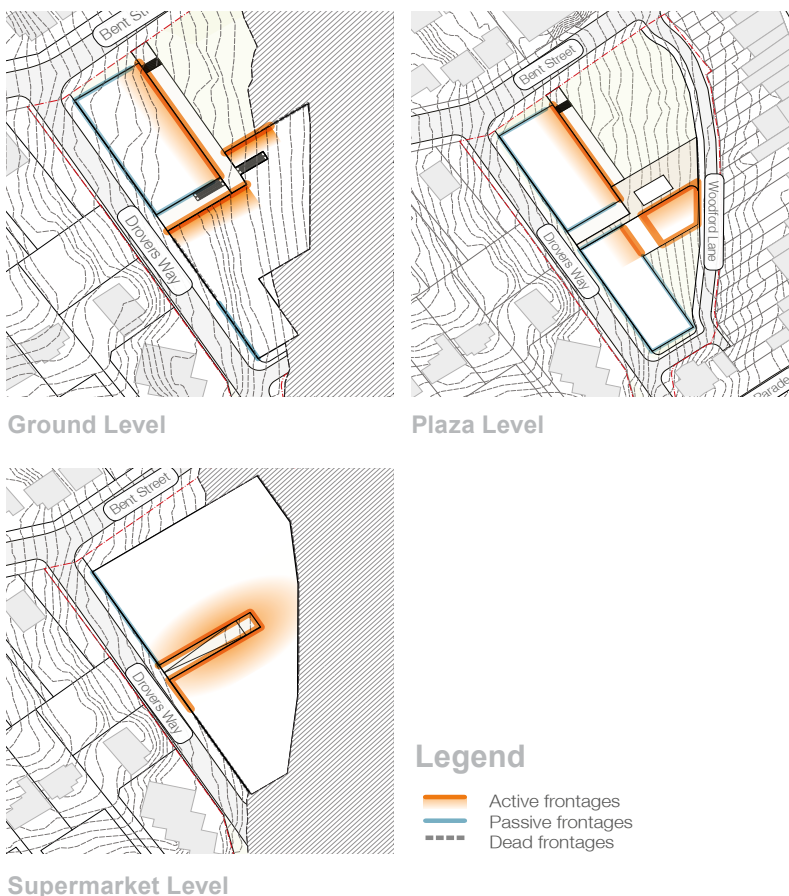 Bent Street
Drovers Way
Ground Level
Bent Street
Woodford Lane
Drovers Way
Parade
Plaza Level
Bent Street
Drovers Way
Supermarket Level
Legend
Active frontages
Passive frontages
Dead frontages